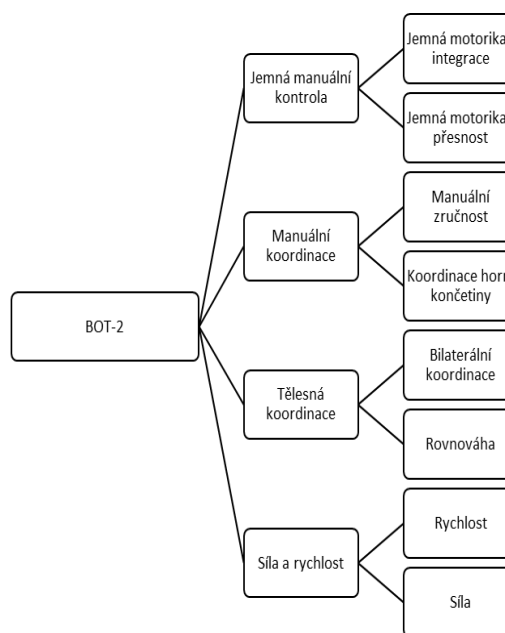 Jemná motorika
integrace
Jemná manuální
kontrola
Jemná motorika
přesnost
Manuální
zručnost
Manuální
koordinace
Koordinace horn
končetiny
BOT-2
Bilaterální
koordinace
Tělesná
koordinace
Rovnováha
Rychlost
Síla a rychlost
Síla